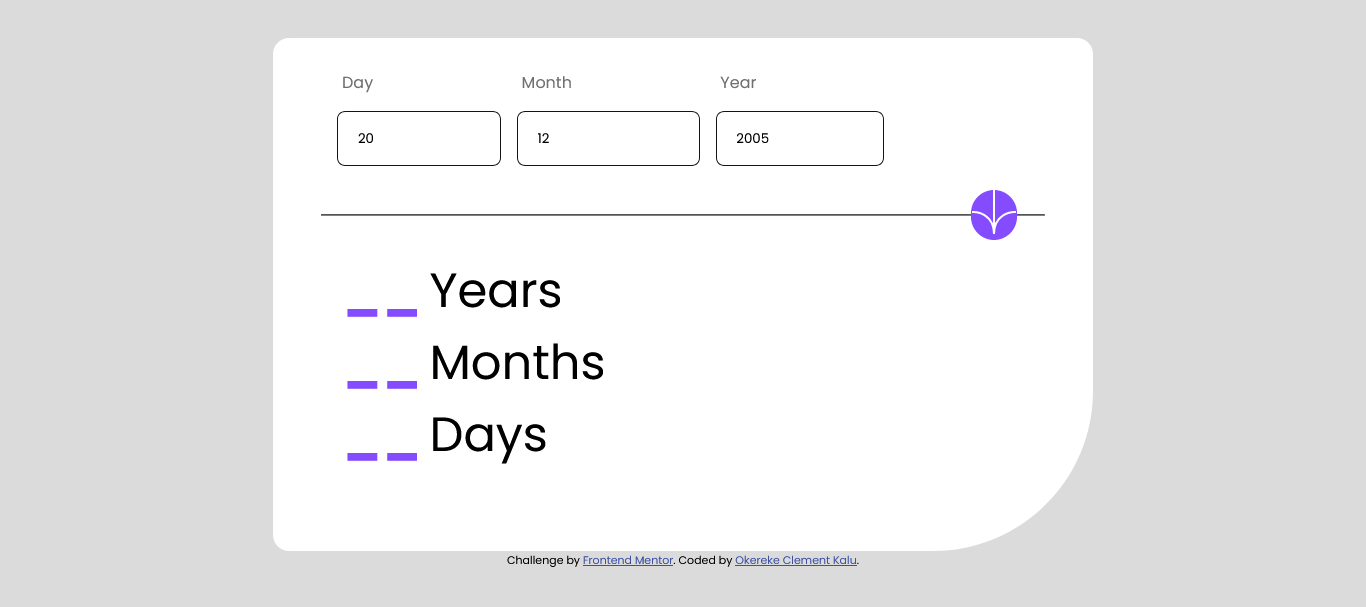 Day Month Year
20 12 2005
_ _ Years
_ _ Months
_ _ Days
Challenge by Frontend Mentor. Coded by Okereke Clement Kalu.